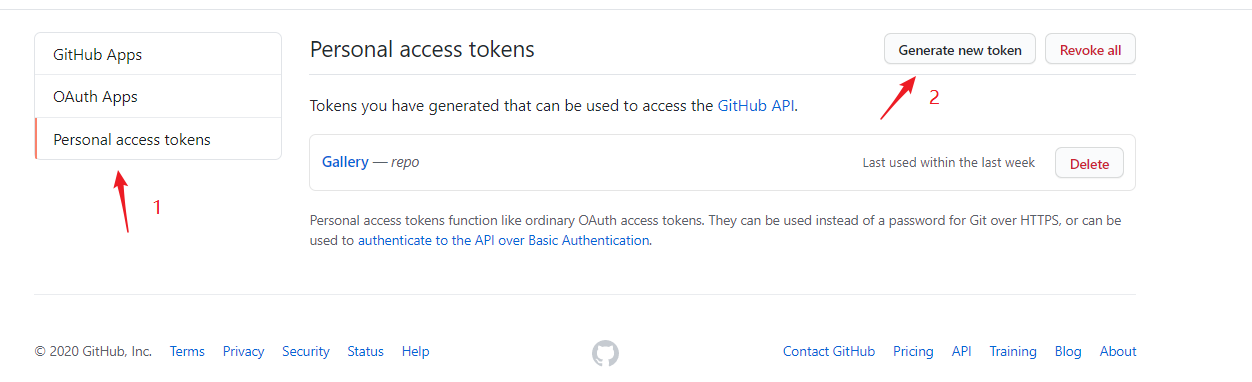 GitHub Apps
OAuth Apps
Personal access tokens
1
Personal access tokens
Generate new token
Revoke all
2
Tokens you have generated that can be used to access the GitHub API.
Gallery — repo
Last used within the last week
Delete
Personal access tokens function like ordinary OAuth access tokens. They can be used instead of a password for Git over HTTPS, or can be
used to authenticate to the API over Basic Authentication.
© 2020 GitHub, Inc. Terms Privacy Security Status Help
Contact GitHub Pricing API Training Blog About